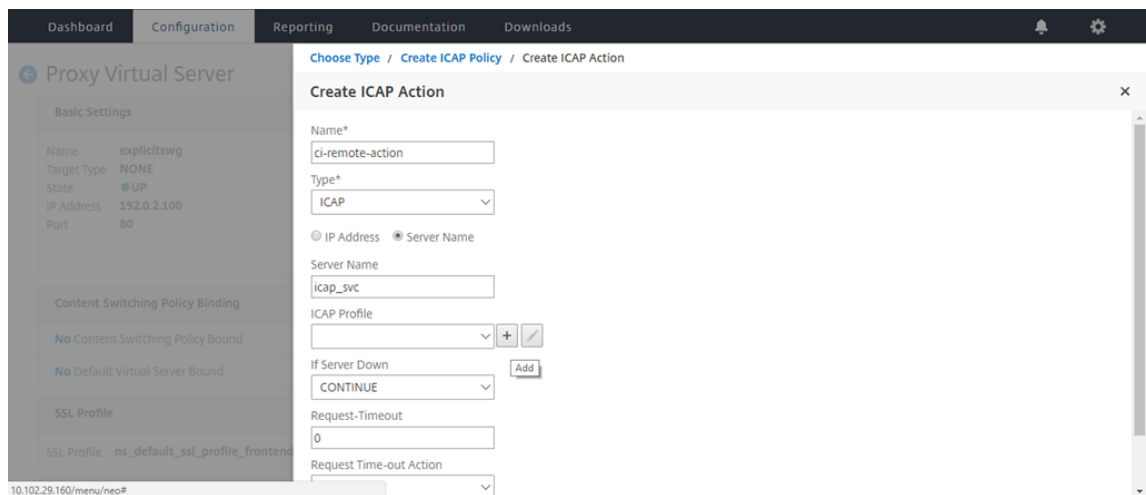 Dashboard Configuration Reporting Documentation Downloads
Choose Type / Create ICAP Policy / Create ICAP Action
Proxy Virtual Server
Basic Settings
Name explicitswg
Target Type NONE
State UP
IP Address 192.0.2.100
Port 80
Content Switching Policy Binding
No Content Switching Policy Bound
No Default Virtual Server Bound
SSL Profile
SSL Profile ns_default_ssl_profile_frontend
Create ICAP Action
Name*
ci-remote-action
Type*
ICAP
IP Address Server Name
Server Name
icap_svc
ICAP Profile
+
Add
If Server Down
CONTINUE
Request-Timeout
0
Request Time-out Action
10.102.29.160/menu/neo#